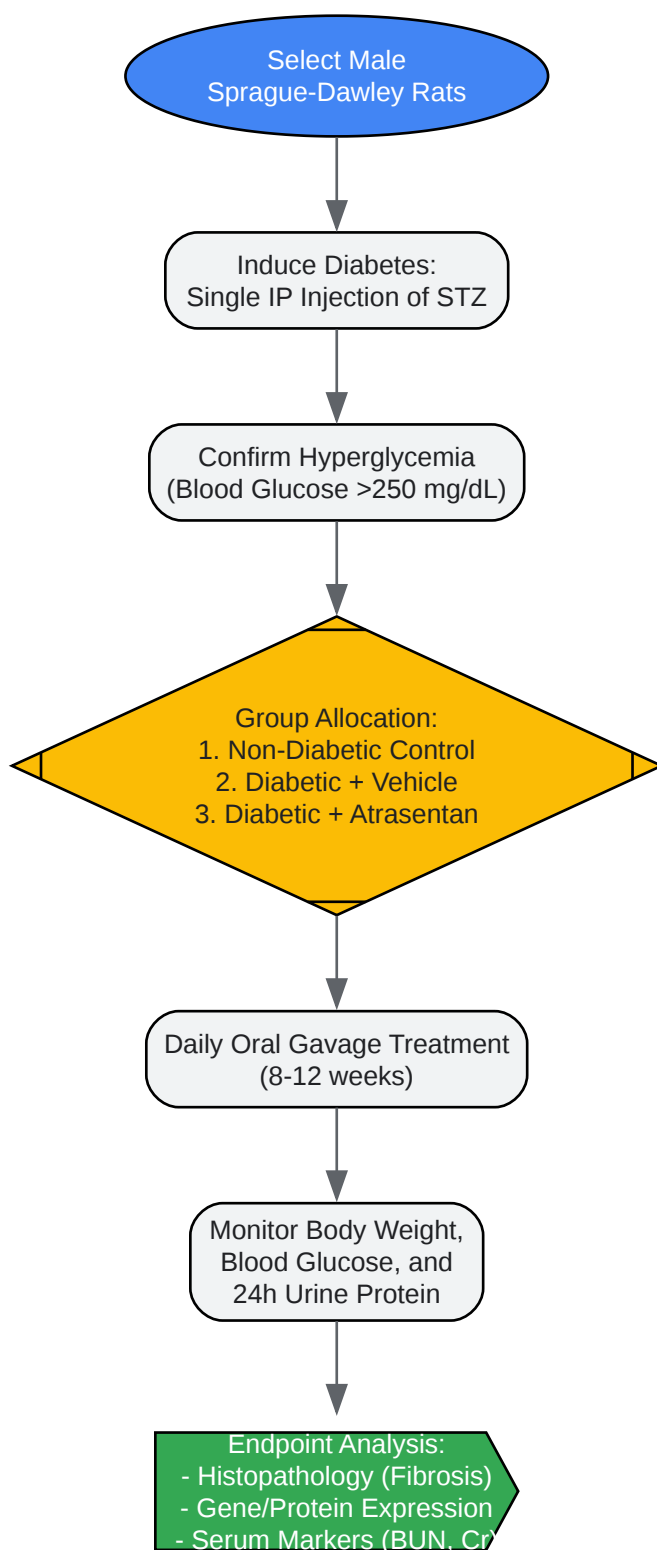 Select Male
Sprague-Dawley Rats
Induce Diabetes:
Single IP Injection of STZ
Confirm Hyperglycemia
(Blood Glucose >250 mg/dL)
Group Allocation:
1. Non-Diabetic Control
2. Diabetic + Vehicle
3. Diabetic + Atrasentan
Daily Oral Gavage Treatment
(8-12 weeks)
Monitor Body Weight,
Blood Glucose, and
24h Urine Protein
Endpoint Analysis:
- Histopathology (Fibrosis)
- Gene/Protein Expression
- Serum Markers (BUN, Cr)